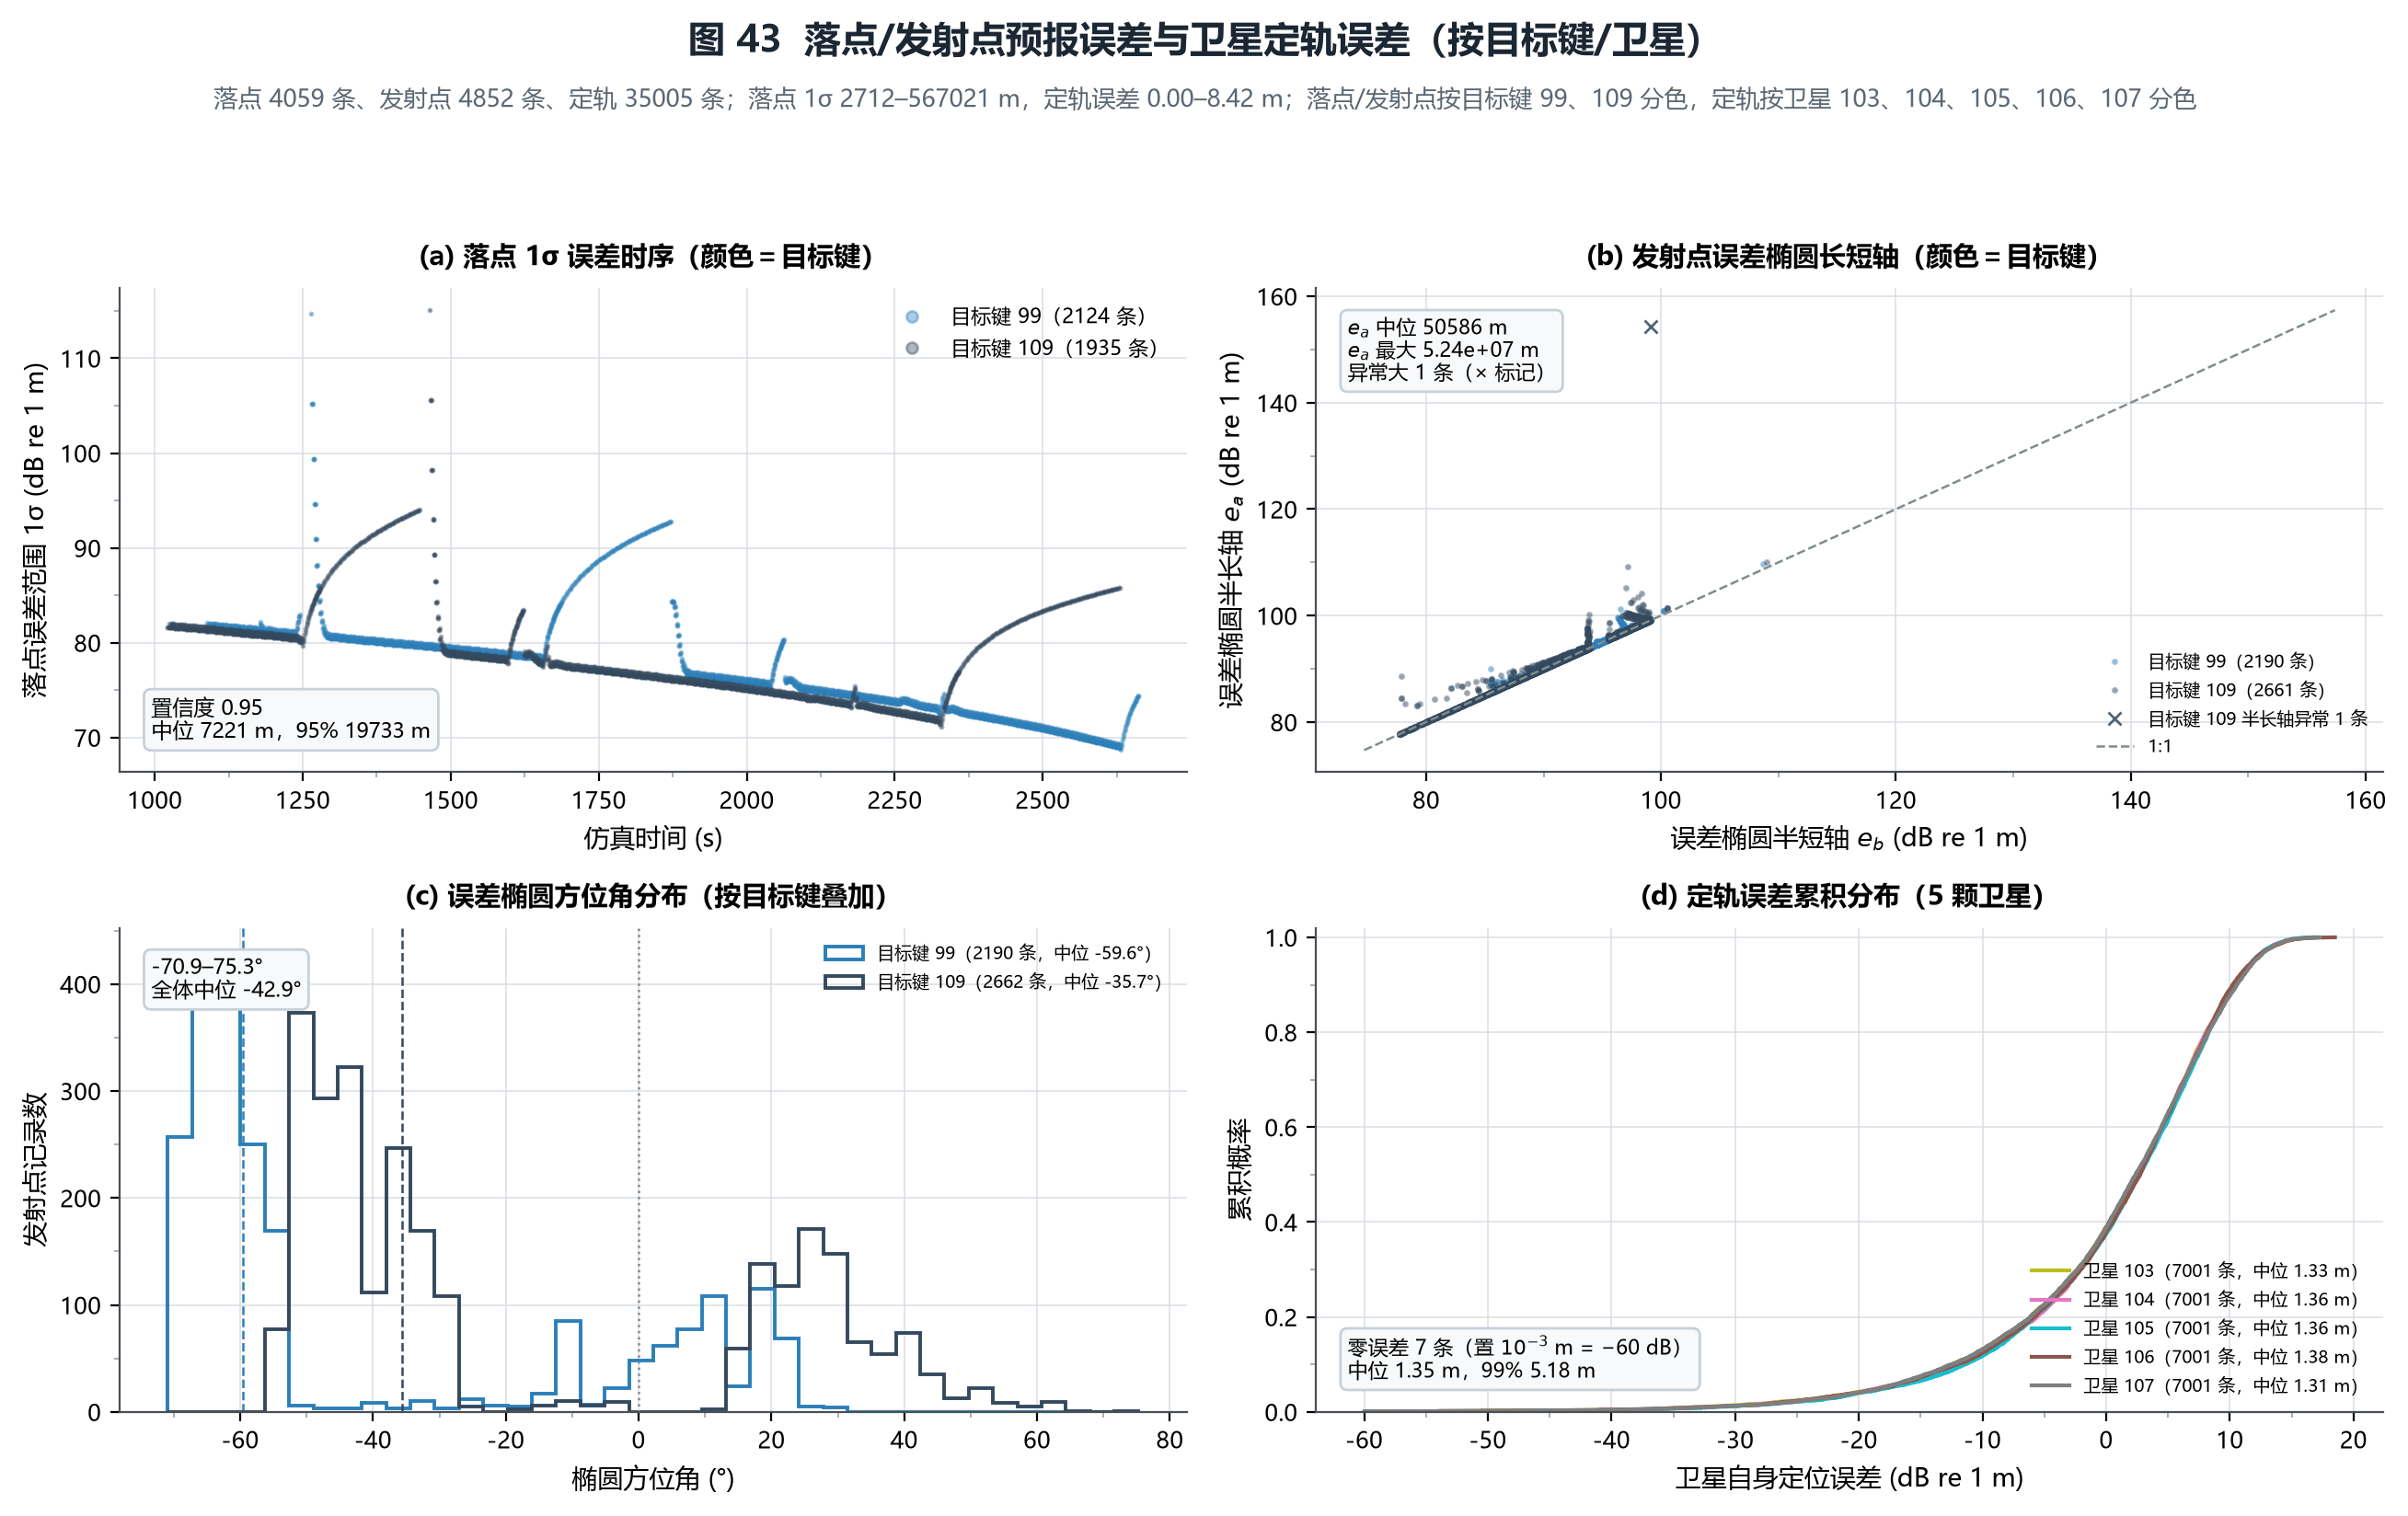 图 43 落点/发射点预报误差与卫星定轨误差（按目标键/卫星）
落点 4059 条、发射点 4852 条、定轨 35005 条；落点 1σ 2712–567021 m，定轨误差 0.00–8.42 m；落点/发射点按目标键 99、109 分色，定轨按卫星 103、104、105、106、107 分色
(a) 落点 1σ 误差时序（颜色 = 目标键）
落点误差范围 1σ (dB re 1 m)
110
100
90
80
70
目标键 99（2124 条）
目标键 109（1935 条）
置信度 0.95
中位 7221 m，95% 19733 m
1000 1250 1500 1750 2000 2250 2500
仿真时间 (s)
(b) 发射点误差椭圆长短轴（颜色 = 目标键）
误差椭圆半长轴 eₐ (dB re 1 m)
160
140
120
100
80
eₐ 中位 50586 m
eₐ 最大 5.24e+07 m
异常大 1 条（× 标记）
目标键 99（2190 条）
目标键 109（2661 条）
目标键 109 半长轴异常 1 条
1:1
80 100 120 140 160
误差椭圆半短轴 e_b (dB re 1 m)
(c) 误差椭圆方位角分布（按目标键叠加）
发射点记录数
400
300
200
100
0
-70.9–75.3°
全体中位 -42.9°
目标键 99（2190 条，中位 -59.6°）
目标键 109（2662 条，中位 -35.7°）
-60 -40 -20 0 20 40 60 80
椭圆方位角 (°)
(d) 定轨误差累积分布（5 颗卫星）
累积概率
1.0
0.8
0.6
0.4
0.2
0.0
卫星 103（7001 条，中位 1.33 m）
卫星 104（7001 条，中位 1.36 m）
卫星 105（7001 条，中位 1.36 m）
卫星 106（7001 条，中位 1.38 m）
卫星 107（7001 条，中位 1.31 m）
零误差 7 条（置 10⁻³ m = −60 dB）
中位 1.35 m，99% 5.18 m
-60 -50 -40 -30 -20 -10 0 10 20
卫星自身定位误差 (dB re 1 m)